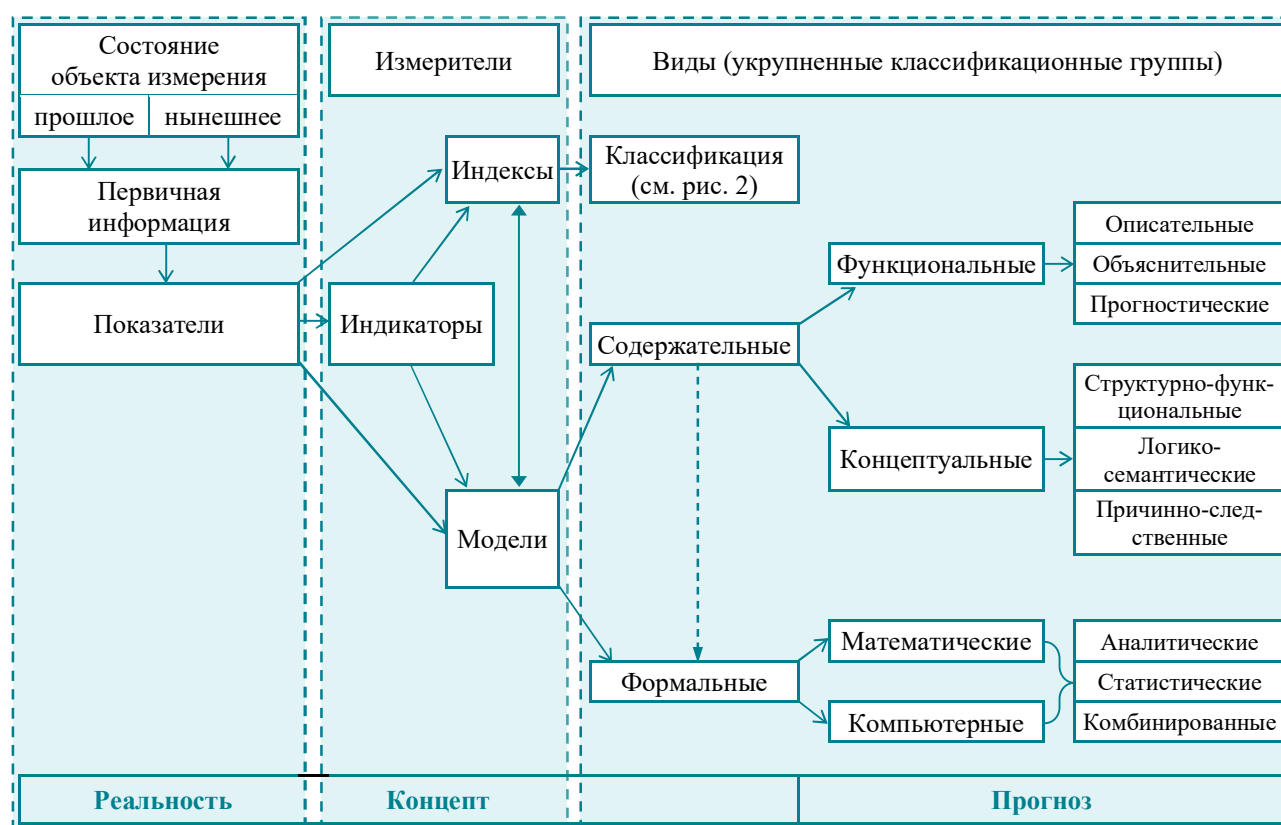 Состояние
объекта измерения
прошлое
нынешнее
Измерители
Виды (укрупненные классификационные группы)
Первичная
информация
Показатели
Индикаторы
Индексы
Модели
Классификация
(см. рис. 2)
Содержательные
Функциональные
Описательные
Объяснительные
Прогностические
Концептуальные
Структурно-функ-
циональные
Логико-
семантические
Причинно-след-
ственные
Формальные
Математические
Компьютерные
Аналитические
Статистические
Комбинированные
Реальность
Концепт
Прогноз